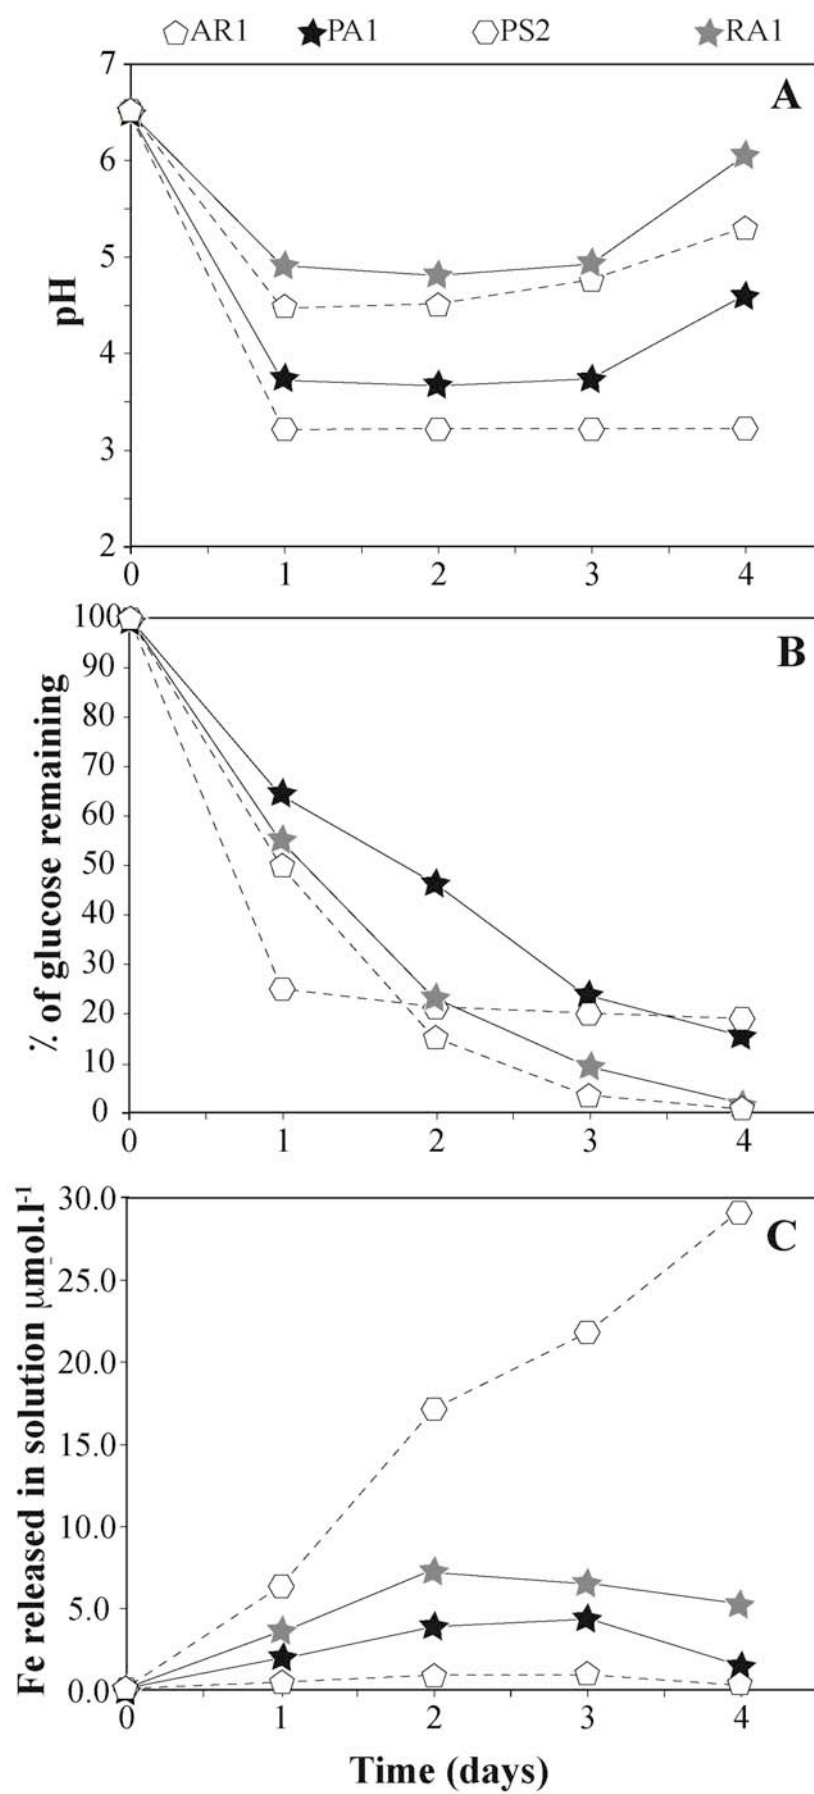 AR1 PA1 PS2 RA1
A
pH
7
6
5
4
3
2
0 1 2 3 4
B
% of glucose remaining
100
90
80
70
60
50
40
30
20
10
0
0 1 2 3 4
C
Fe released in solution µmol.l⁻¹
30.0
25.0
20.0
15.0
10.0
5.0
0.0
0 1 2 3 4
Time (days)